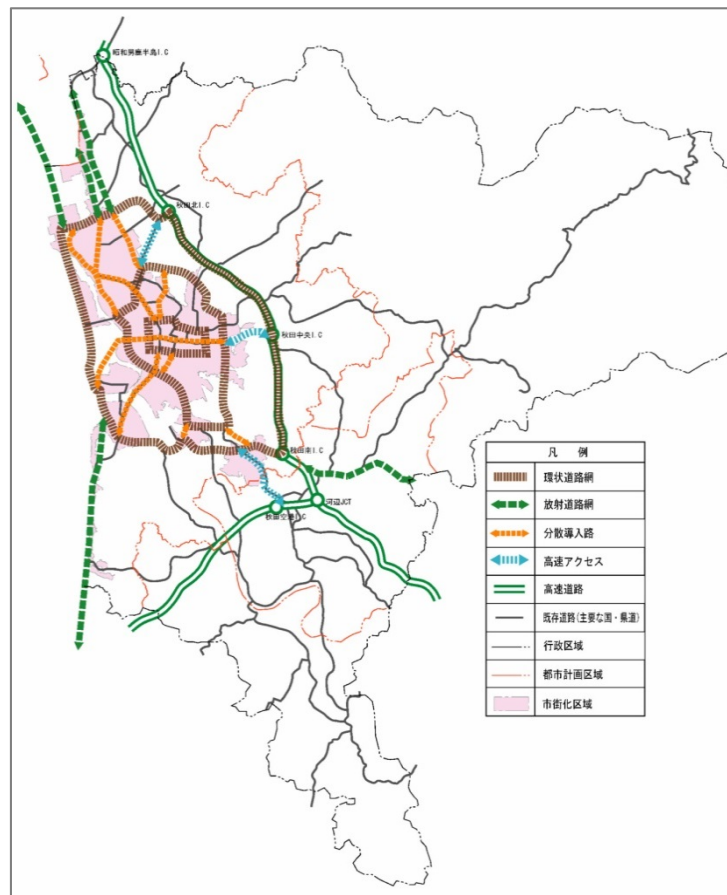 昭和男鹿半島I.C
秋田北I.C
秋田中央I.C
秋田南I.C
河辺JCT
秋田空港I.C
凡 例
環状道路網
放射道路網
分散導入路
高速アクセス
高速道路
既存道路(主要な国・県道)
行政区域
都市計画区域
市街化区域